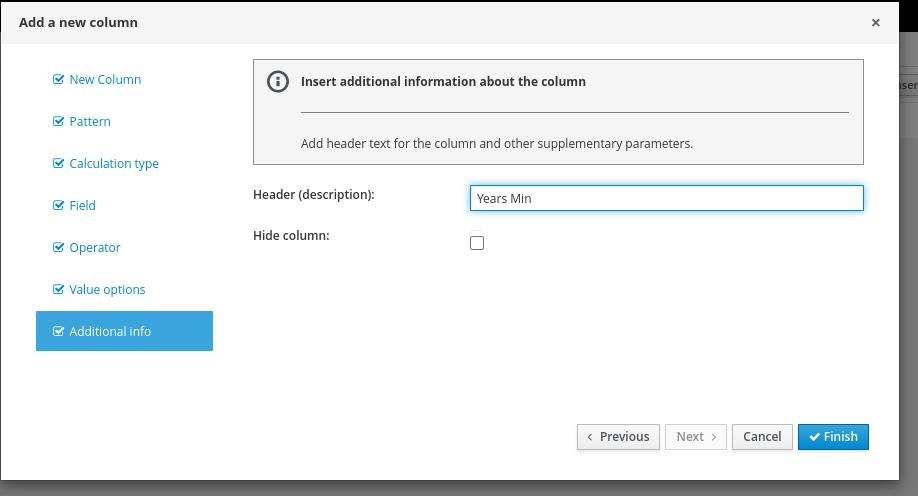 Add a new column ×
New Column
Pattern
Calculation type
Field
Operator
Value options
Additional info
Insert additional information about the column
Add header text for the column and other supplementary parameters.
Header (description): Years Min
Hide column:
Previous Next Cancel Finish